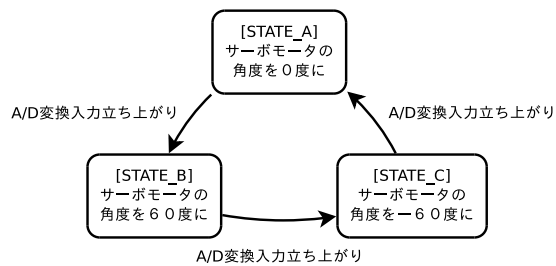 [STATE_A]
サーボモータの
角度を０度に
A/D変換入力立ち上がり
A/D変換入力立ち上がり
[STATE_B]
サーボモータの
角度を６０度に
[STATE_C]
サーボモータの
角度をー６０度に
A/D変換入力立ち上がり